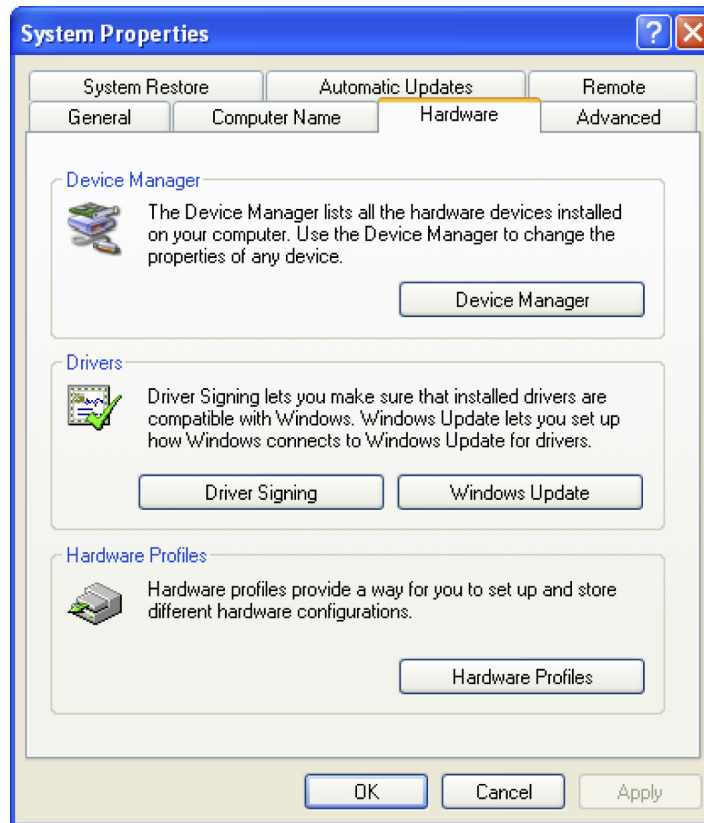 System Properties
System Restore
Automatic Updates
Remote
General
Computer Name
Hardware
Advanced
Device Manager
The Device Manager lists all the hardware devices installed
on your computer. Use the Device Manager to change the
properties of any device.
Device Manager
Drivers
Driver Signing lets you make sure that installed drivers are
compatible with Windows. Windows Update lets you set up
how Windows connects to Windows Update for drivers.
Driver Signing
Windows Update
Hardware Profiles
Hardware profiles provide a way for you to set up and store
different hardware configurations.
Hardware Profiles
OK
Cancel
Apply